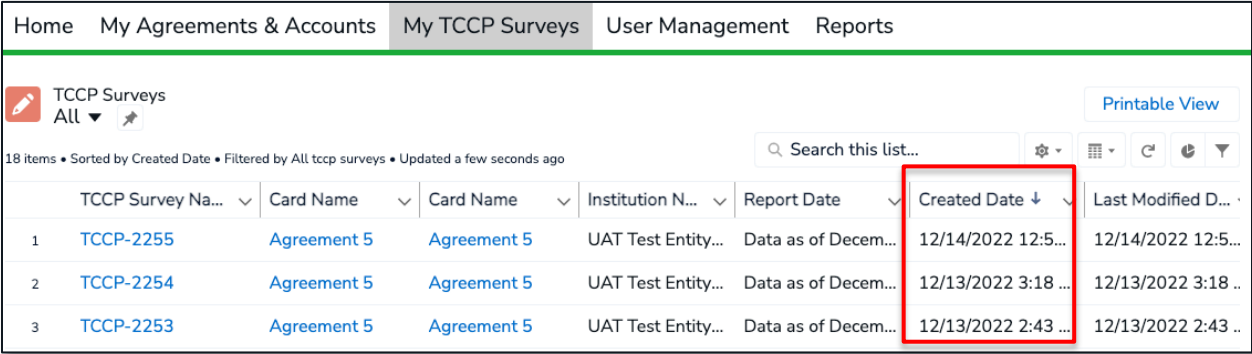 Home My Agreements & Accounts My TCCP Surveys User Management Reports
TCCP Surveys
All
Printable View
18 items • Sorted by Created Date • Filtered by All tccp surveys • Updated a few seconds ago
Search this list...
TCCP Survey Na... Card Name Card Name Institution N... Report Date Created Date Last Modified D...
1 TCCP-2255 Agreement 5 Agreement 5 UAT Test Entity... Data as of Decem... 12/14/2022 12:5... 12/14/2022 12:5...
2 TCCP-2254 Agreement 5 Agreement 5 UAT Test Entity... Data as of Decem... 12/13/2022 3:18 ... 12/13/2022 3:18 ..
3 TCCP-2253 Agreement 5 Agreement 5 UAT Test Entity... Data as of Decem... 12/13/2022 2:43 ... 12/13/2022 2:43 ..